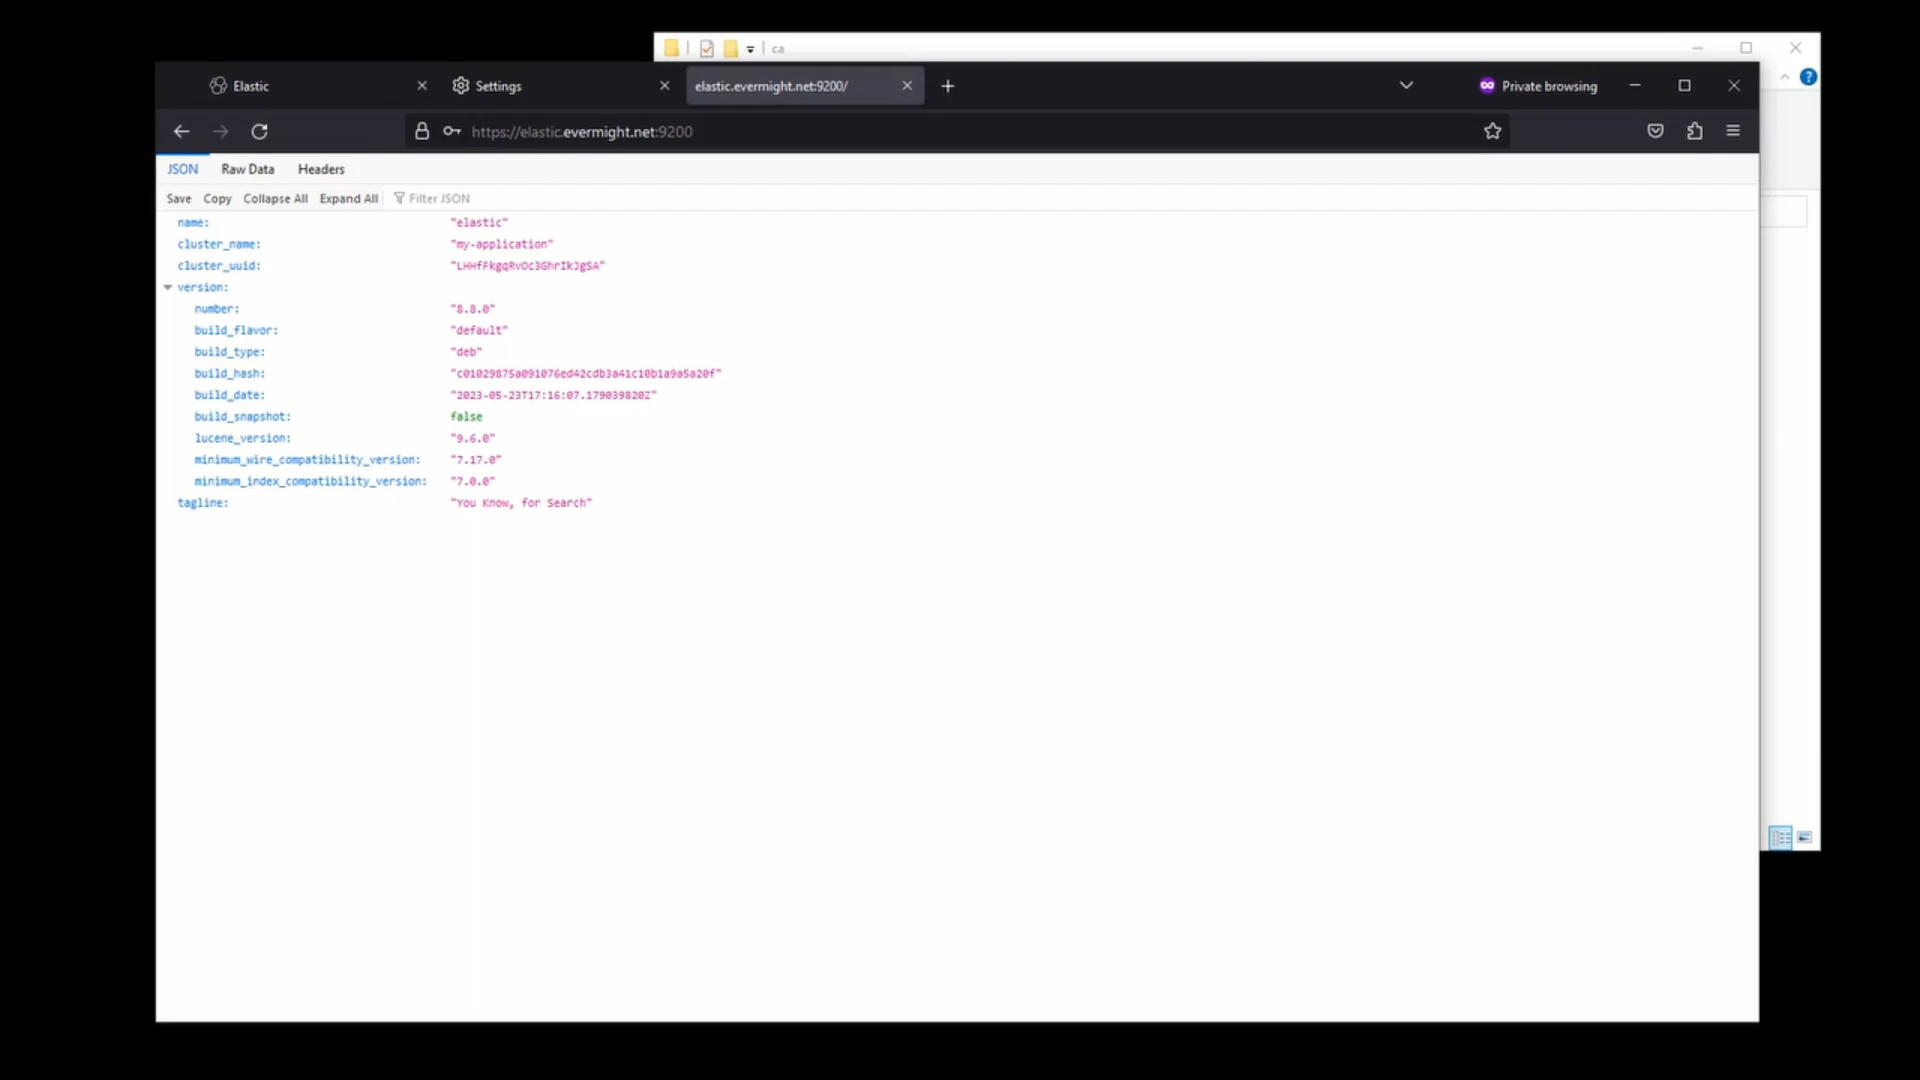 ca
Elastic
Settings
elastic.evermight.net:9200/
Private browsing
https://elastic.evermight.net:9200
JSON Raw Data Headers
Save Copy Collapse All Expand All Filter JSON
name: "elastic"
cluster_name: "my-application"
cluster_uuid: "LHHfFkgqRvOc3GhrIkJgSA"
version:
number: "8.8.0"
build_flavor: "default"
build_type: "deb"
build_hash: "c01029875a091076ed42cdb3a41c10b1a9a5a20f"
build_date: "2023-05-23T17:16:07.179039820Z"
build_snapshot: false
lucene_version: "9.6.0"
minimum_wire_compatibility_version: "7.17.0"
minimum_index_compatibility_version: "7.0.0"
tagline: "You Know, for Search"